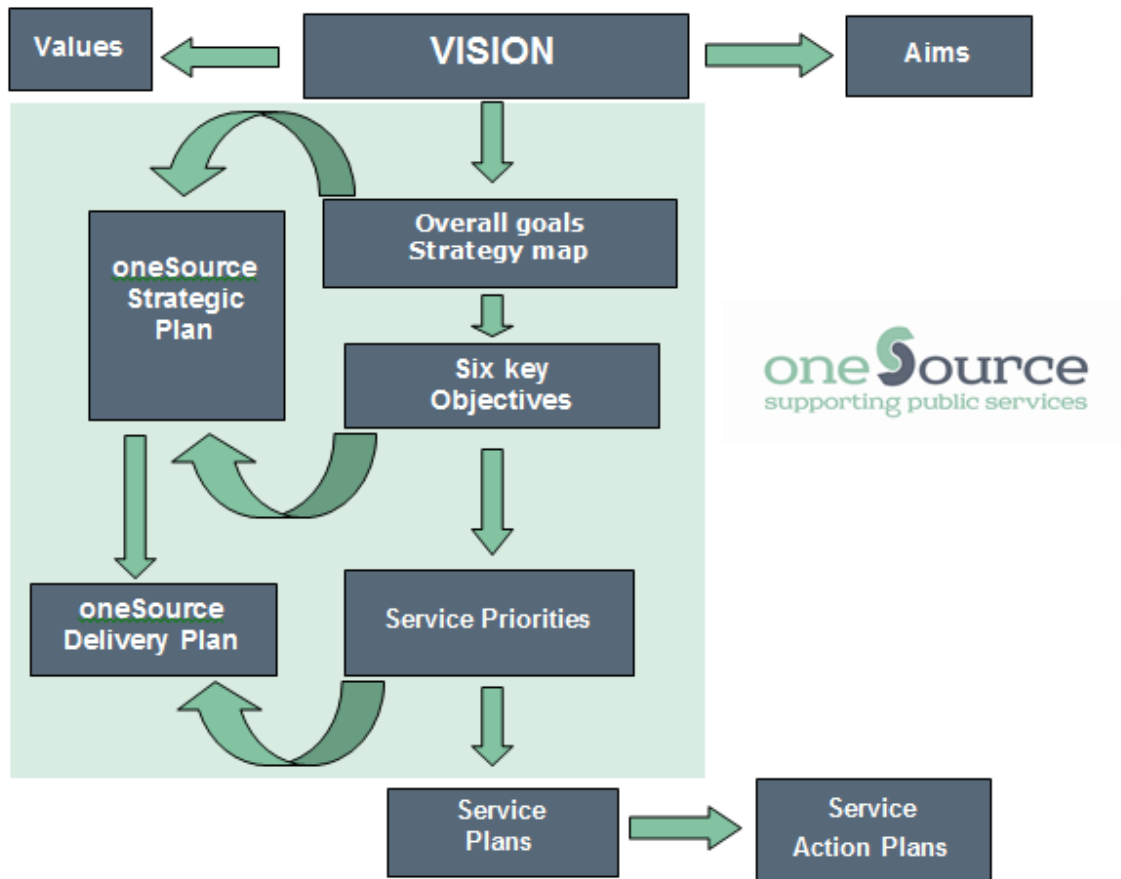 Values
VISION
Aims
Overall goals
Strategy map
oneSource
Strategic
Plan
Six key
Objectives
oneSource
supporting public services
oneSource
Delivery Plan
Service Priorities
Service
Plans
Service
Action Plans